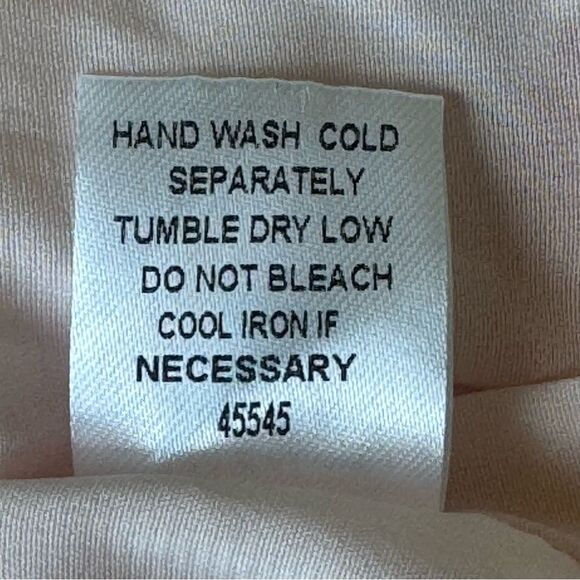 HAND WASH COLD
SEPARATELY
TUMBLE DRY LOW
DO NOT BLEACH
COOL IRON IF
NECESSARY
45545